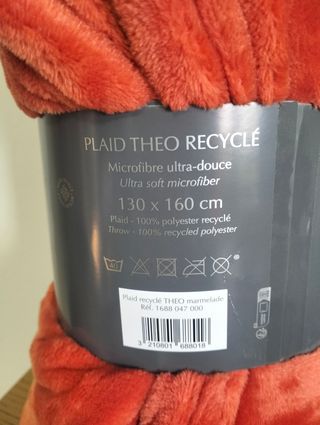 PLAID THEO RECYCLÉ
Microfibre ultra-douce
Ultra soft microfiber
130 x 160 cm
Plaid - 100% polyester recyclé
Throw - 100% recycled polyester
40
Plaid recyclé THEO marmelade
Réf. 1688 047 000
3 210801 688018